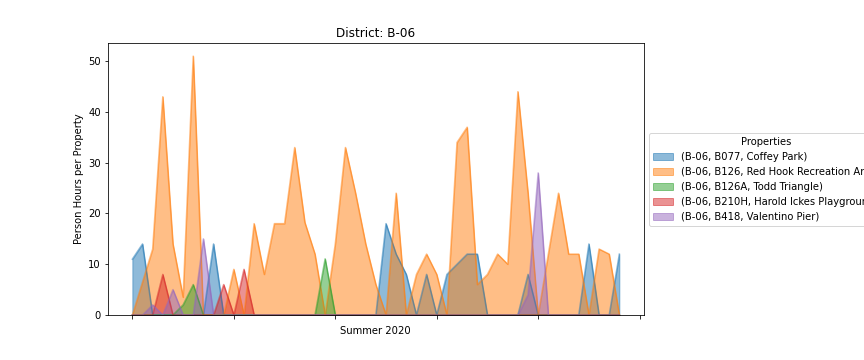 District: B-06
50
40
30
20
10
0
Person Hours per Property
Summer 2020
Properties
(B-06, B077, Coffey Park)
(B-06, B126, Red Hook Recreation Ar
(B-06, B126A, Todd Triangle)
(B-06, B210H, Harold Ickes Playgroun
(B-06, B418, Valentino Pier)